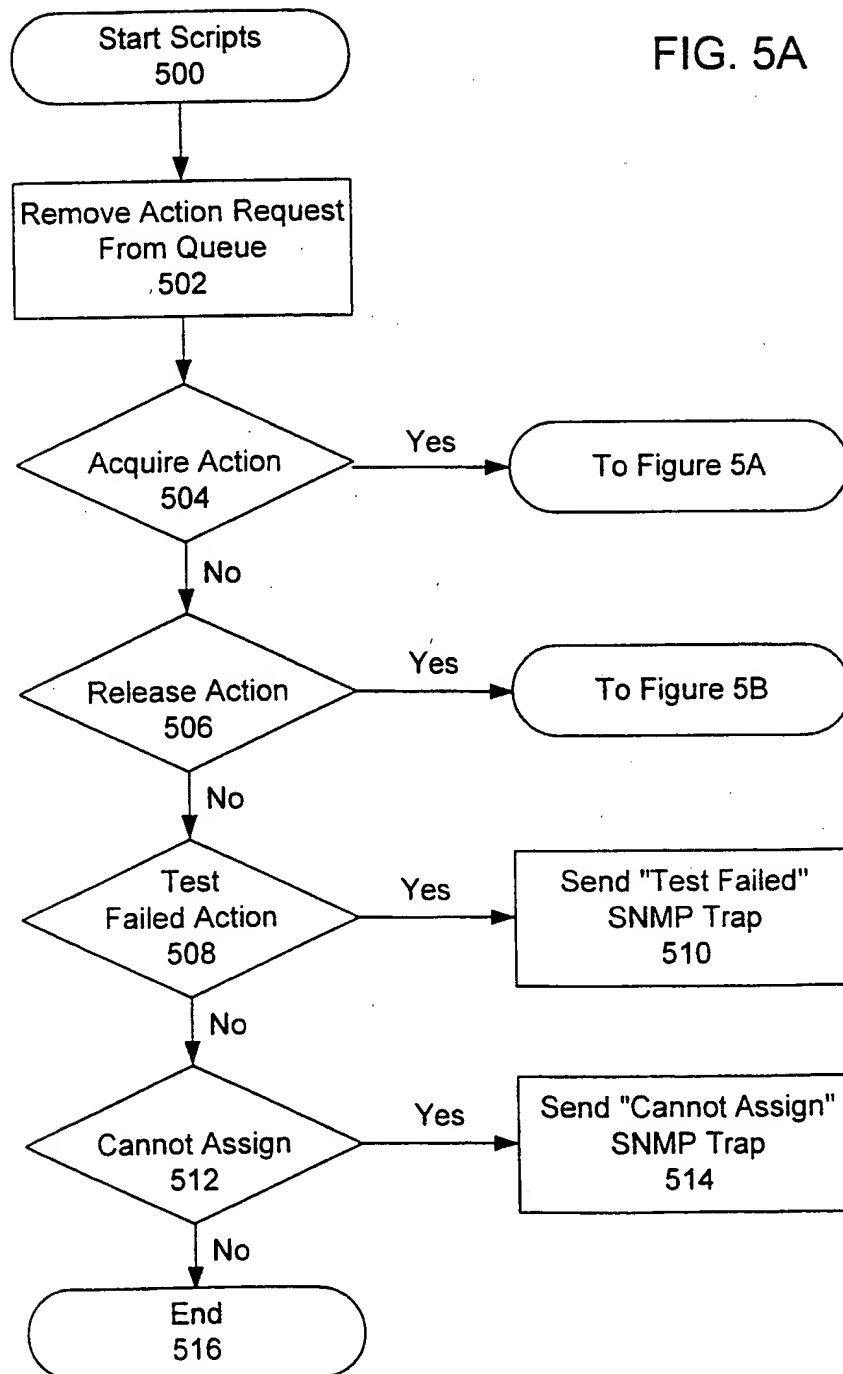 FIG. 5A
Start Scripts
500
Remove Action Request
From Queue
502
Acquire Action
504
Yes
To Figure 5A
No
Release Action
506
Yes
To Figure 5B
No
Test
Failed Action
508
Yes
Send "Test Failed"
SNMP Trap
510
No
Cannot Assign
512
Yes
Send "Cannot Assign"
SNMP Trap
514
No
End
516